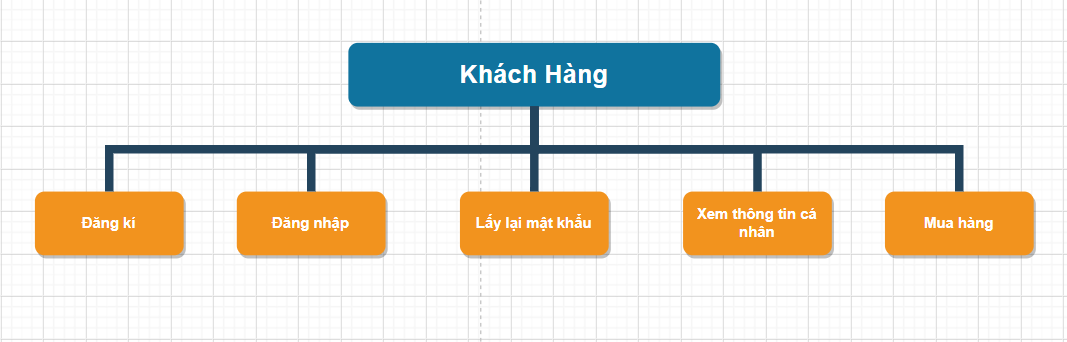 Khách Hàng
Đăng kí
Đăng nhập
Lấy lại mật khẩu
Xem thông tin cá
nhân
Mua hàng